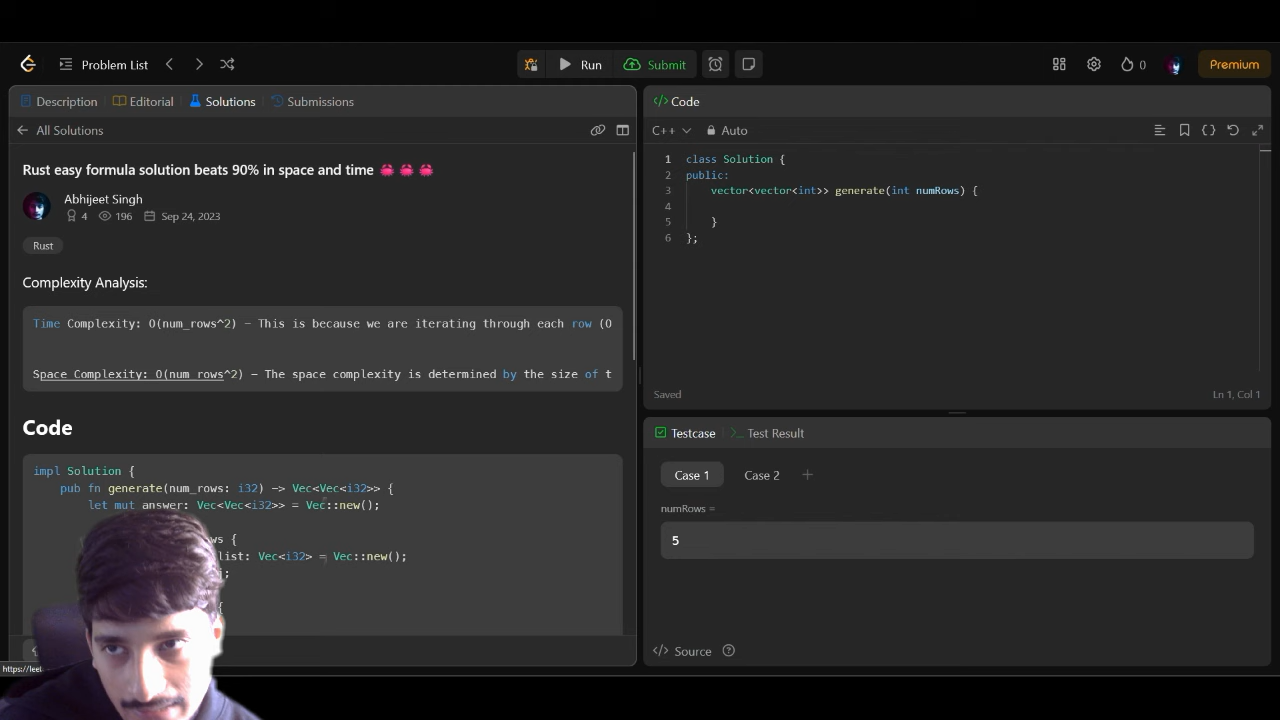 Problem List
Run
Submit
0
Premium
Description
Editorial
Solutions
Submissions
All Solutions
Rust easy formula solution beats 90% in space and time 🦀 🦀 🦀
Abhijeet Singh
4
196
Sep 24, 2023
Rust
Complexity Analysis:
Time Complexity: O(num_rows^2) - This is because we are iterating through each row (O
Space Complexity: O(num_rows^2) - The space complexity is determined by the size of t
Code
impl Solution {
pub fn generate(num_rows: i32) -> Vec<Vec<i32>> {
let mut answer: Vec<Vec<i32>> = Vec::new();
{
list: Vec<i32> = Vec::new();
;
{
https://leet
</> Code
C++
Auto
1 class Solution {
2 public:
3 vector<vector<int>> generate(int numRows) {
4
5 }
6 };
Saved
Ln 1, Col 1
Testcase
>_ Test Result
Case 1
Case 2
+
numRows =
5
</> Source